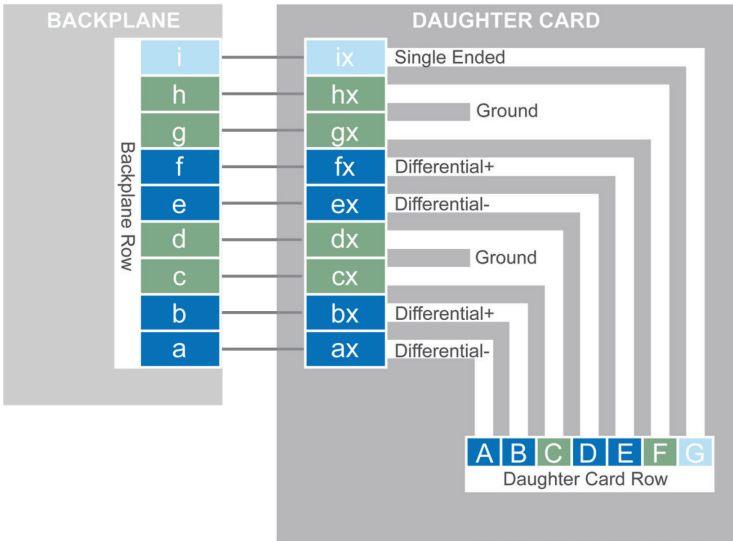 BACKPLANE
DAUGHTER CARD
i
ix
Single Ended
h
hx
Ground
g
gx
f
fx
Differential+
e
ex
Differential-
d
dx
Ground
c
cx
b
bx
Differential+
a
ax
Differential-
Backplane Row
A B C D E F G
Daughter Card Row